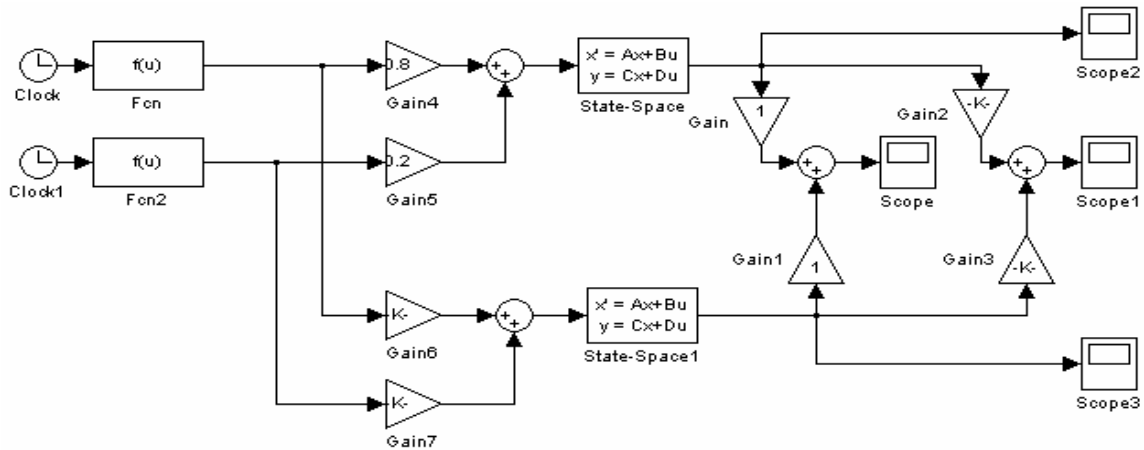 Clock
f(u)
Fcn
0.8
Gain4
+
+
x' = Ax+Bu
y = Cx+Du
State-Space
Scope2
Clock1
f(u)
Fcn2
0.2
Gain5
1
Gain
-K-
Gain2
+
+
Scope
+
+
Scope1
1
Gain1
-K-
Gain3
K-
Gain6
+
+
x' = Ax+Bu
y = Cx+Du
State-Space1
K-
Gain7
Scope3